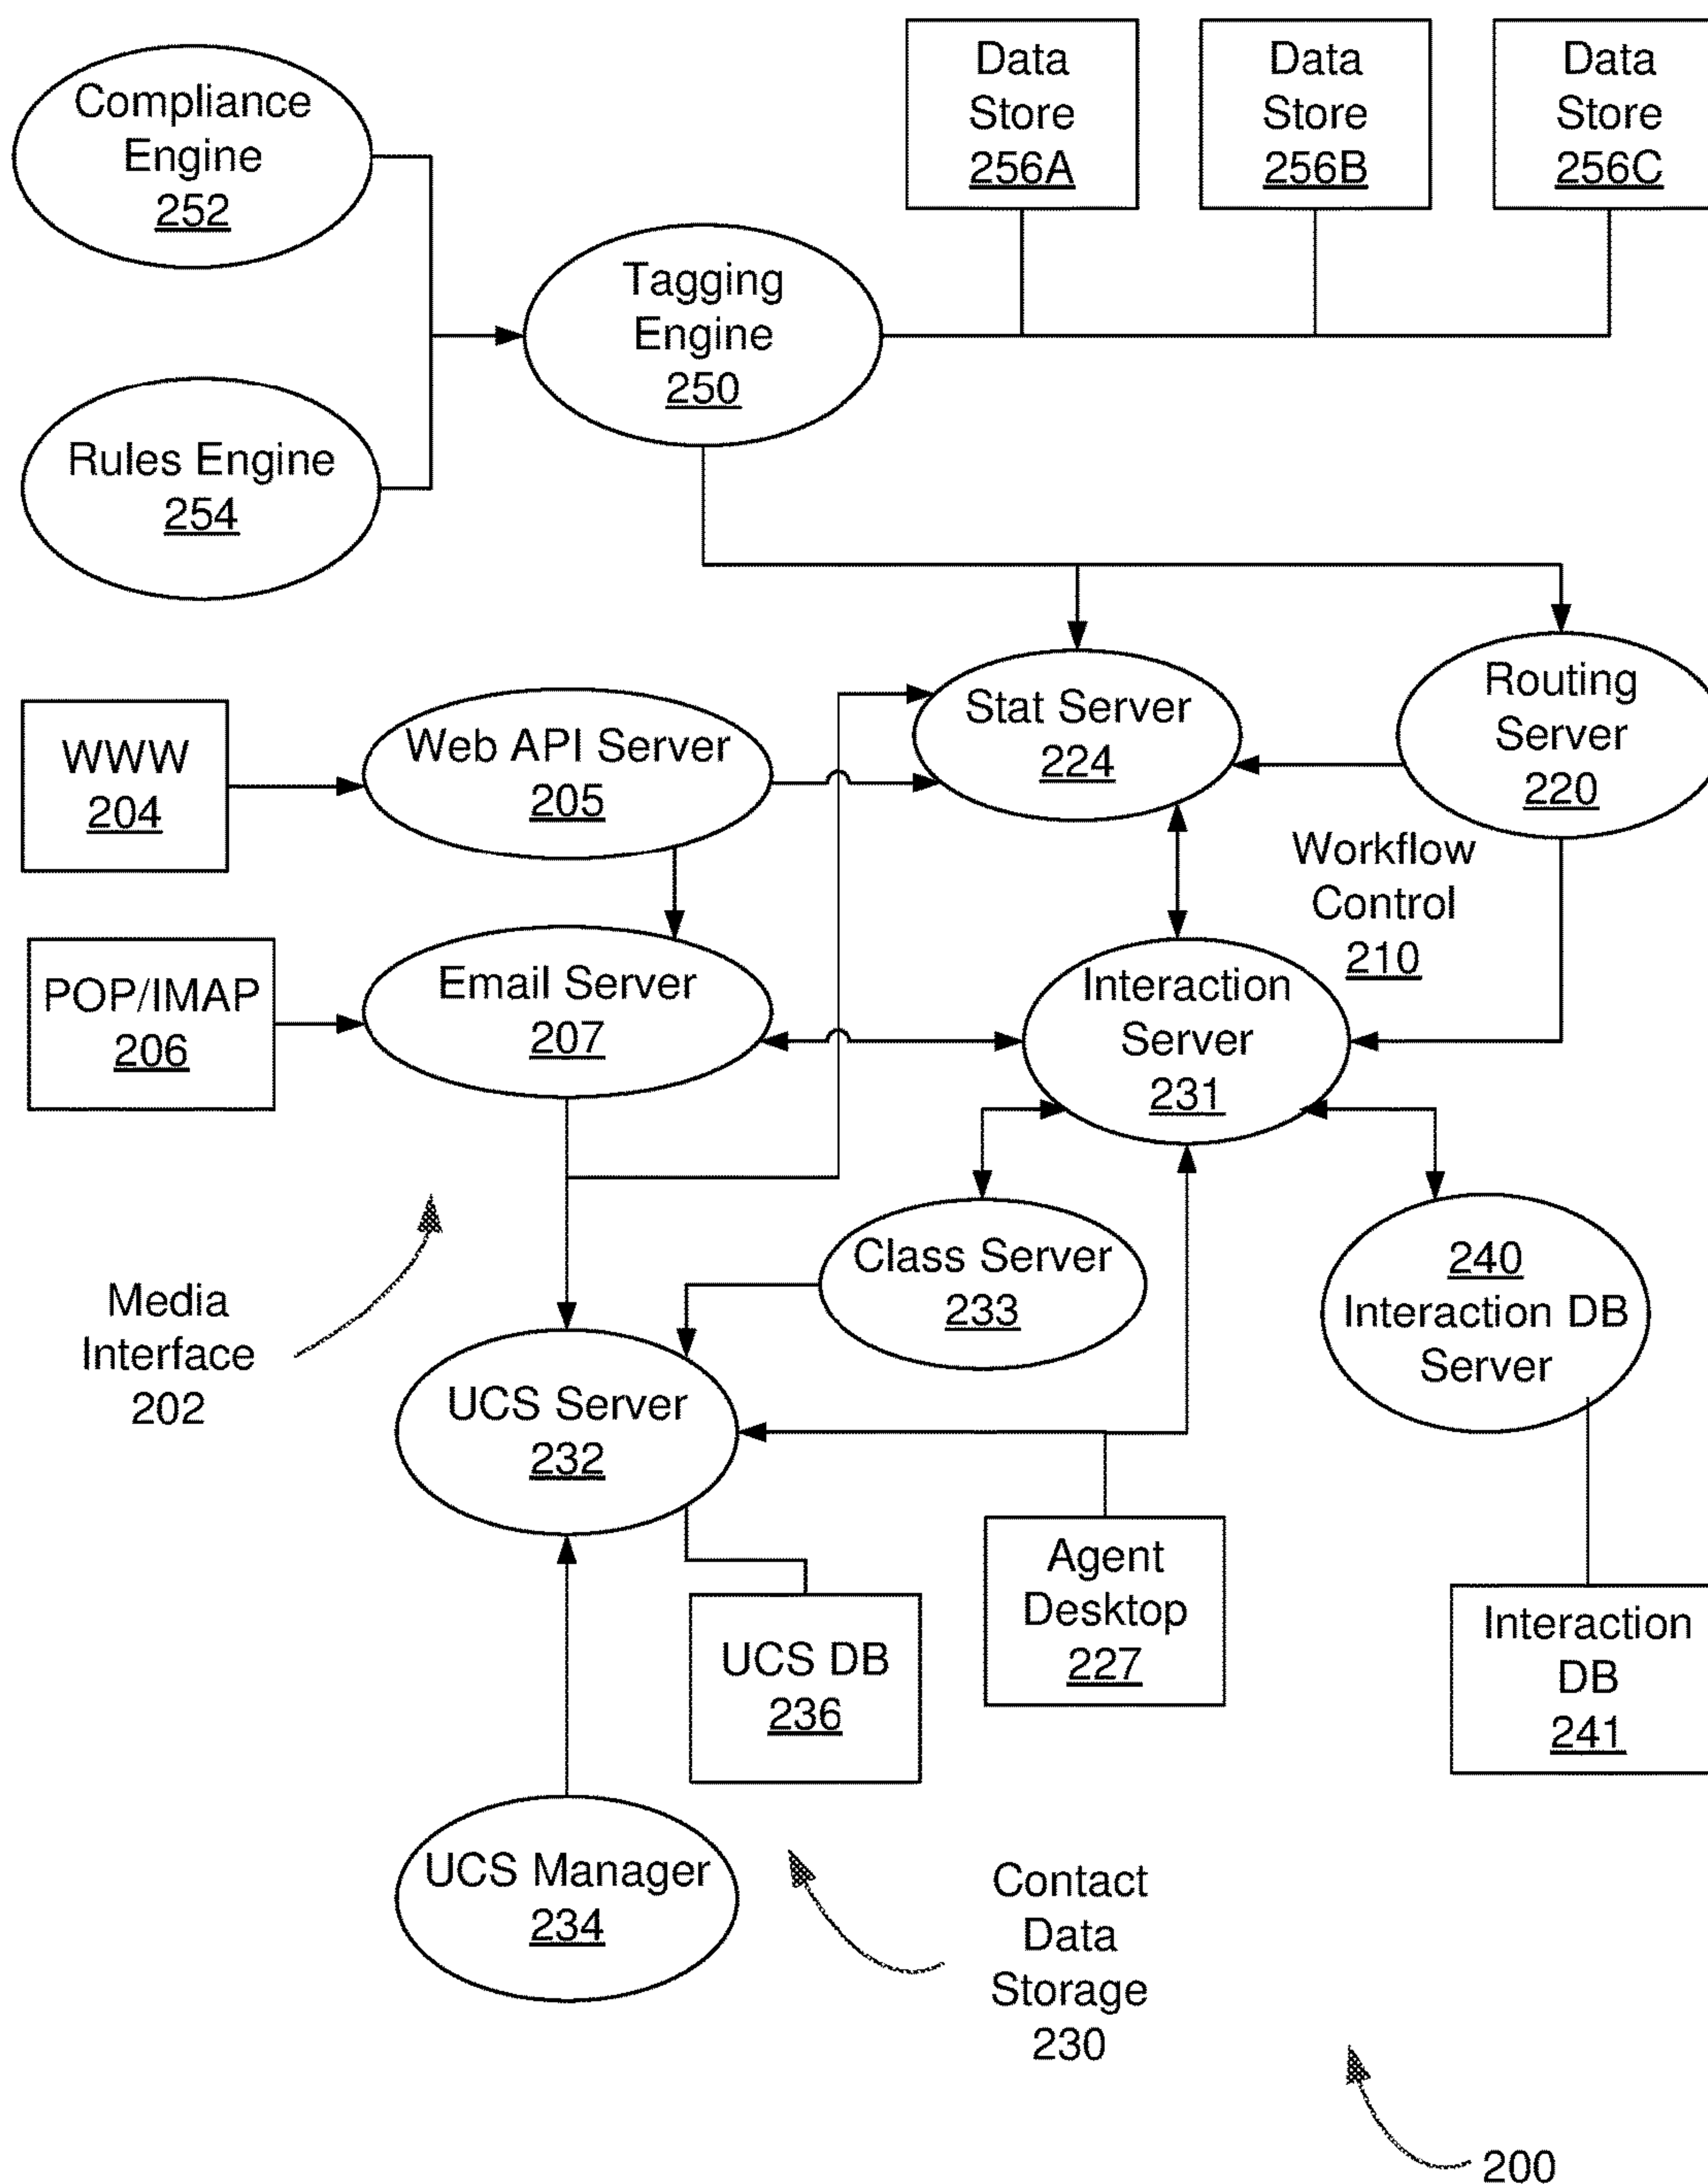 Compliance
Engine
252
Data
Store
256A
Data
Store
256B
Data
Store
256C
Tagging
Engine
250
Rules Engine
254
WWW
204
Web API Server
205
Stat Server
224
Routing
Server
220
Workflow
Control
210
POP/IMAP
206
Email Server
207
Interaction
Server
231
Media
Interface
202
Class Server
233
240
Interaction DB
Server
UCS Server
232
Agent
Desktop
227
UCS DB
236
Interaction
DB
241
UCS Manager
234
Contact
Data
Storage
230
200